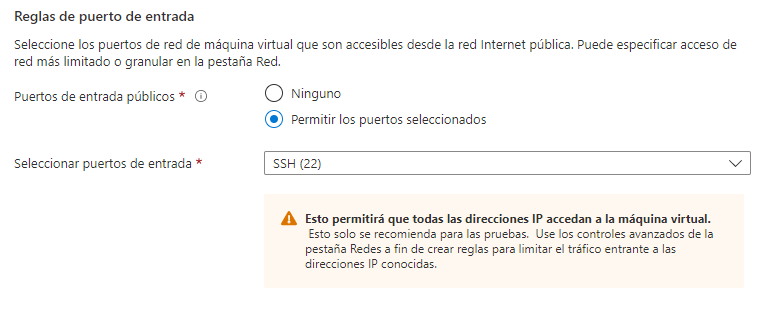 Reglas de puerto de entrada
Seleccione los puertos de red de máquina virtual que son accesibles desde la red Internet pública. Puede especificar acceso de
red más limitado o granular en la pestaña Red.
Puertos de entrada públicos *
Ninguno
Permitir los puertos seleccionados
Seleccionar puertos de entrada *
SSH (22)
Esto permitirá que todas las direcciones IP accedan a la máquina virtual.
Esto solo se recomienda para las pruebas. Use los controles avanzados de la
pestaña Redes a fin de crear reglas para limitar el tráfico entrante a las
direcciones IP conocidas.